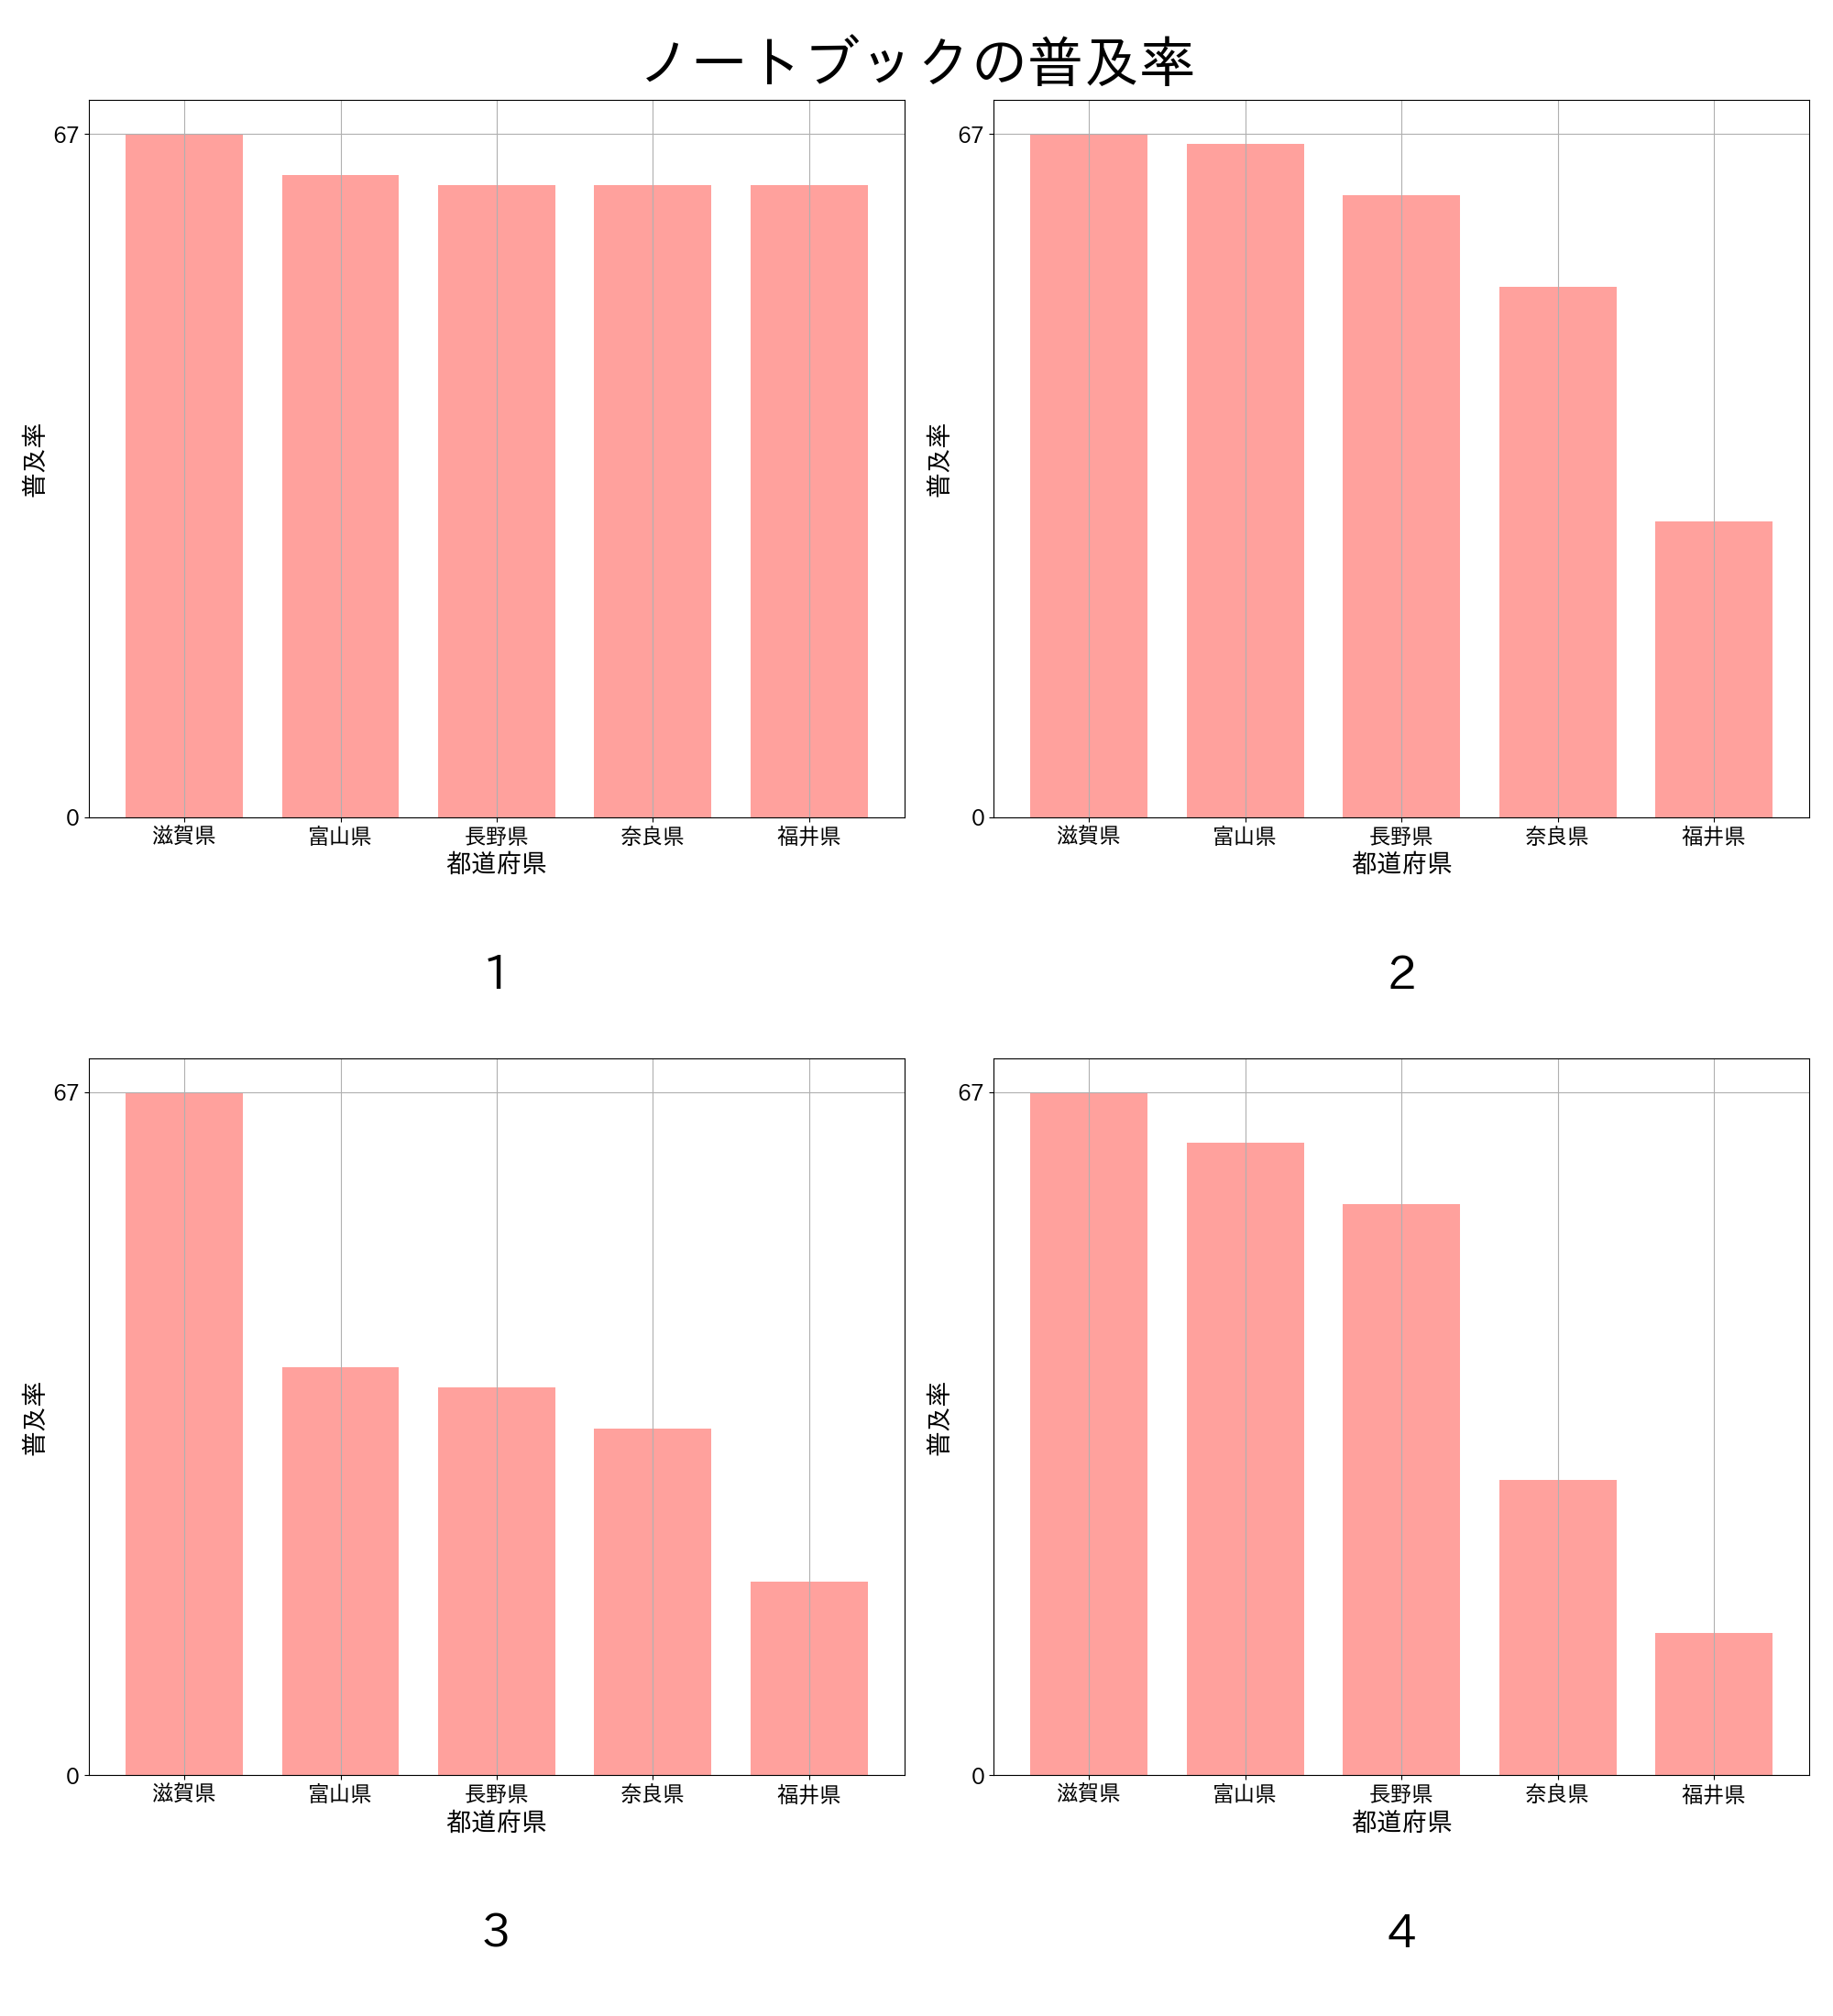 ノートブックの普及率
67
0
普及率
滋賀県 富山県 長野県 奈良県 福井県
都道府県
1
67
0
普及率
滋賀県 富山県 長野県 奈良県 福井県
都道府県
2
67
0
普及率
滋賀県 富山県 長野県 奈良県 福井県
都道府県
3
67
0
普及率
滋賀県 富山県 長野県 奈良県 福井県
都道府県
4